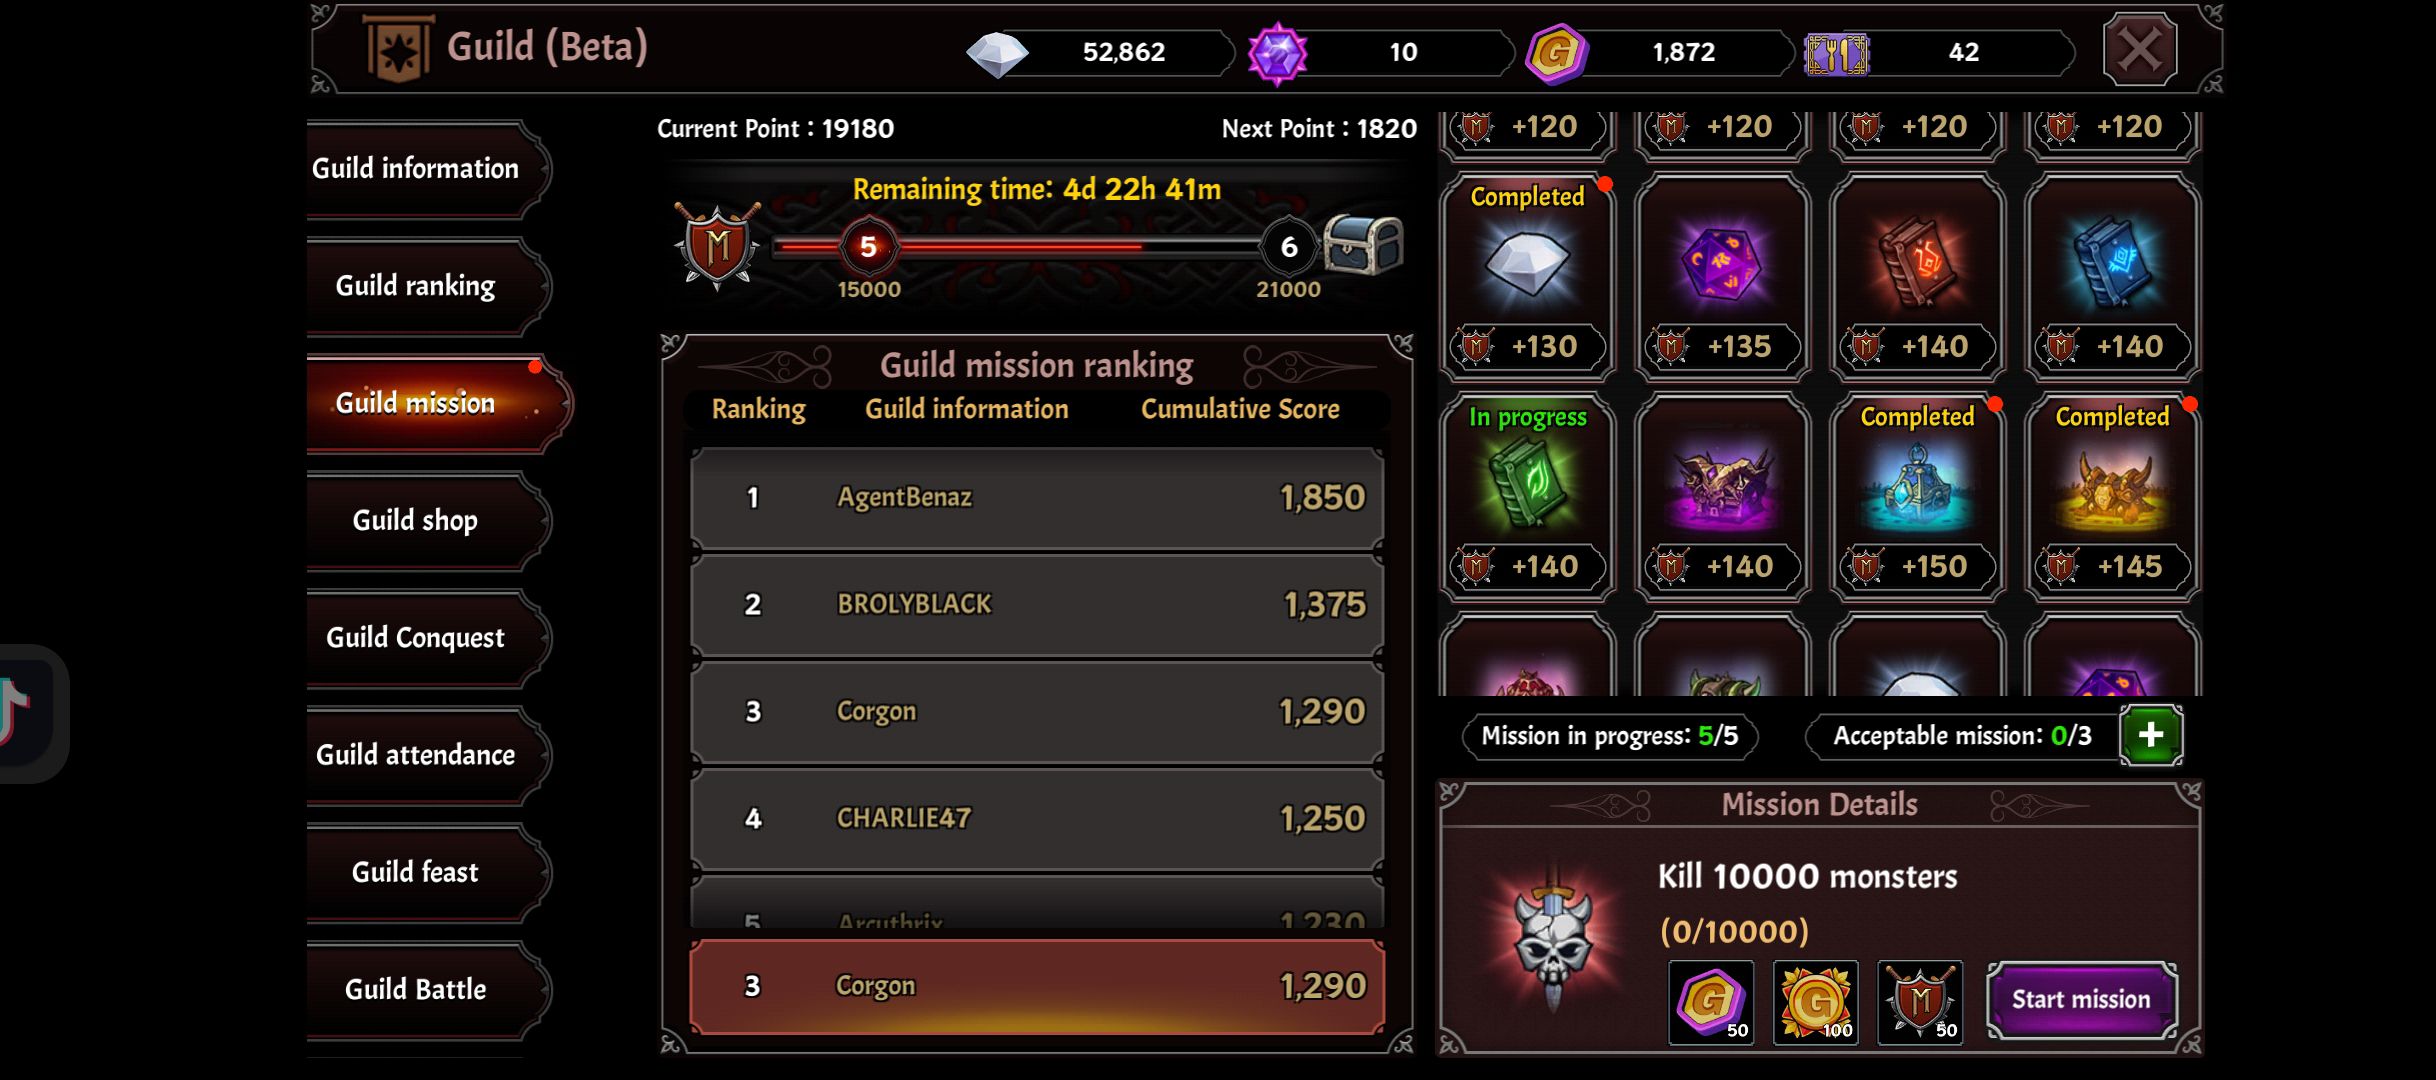 Guild (Beta)
52,862
10
1,872
42
Guild information
Guild ranking
Guild mission
Guild shop
Guild Conquest
Guild attendance
Guild feast
Guild Battle
Current Point : 19180
Next Point : 1820
Remaining time: 4d 22h 41m
M
5
6
15000
21000
Guild mission ranking
Ranking Guild information Cumulative Score
1 AgentBenaz 1,850
2 BROLYBLACK 1,375
3 Corgon 1,290
4 CHARLIE47 1,250
5 Arcuthrix 1,230
3 Corgon 1,290
+120 +120 +120 +120
Completed
+130 +135 +140 +140
In progress Completed Completed
+140 +140 +150 +145
Mission in progress: 5/5
Acceptable mission: 0/3
+
Mission Details
Kill 10000 monsters
(0/10000)
50 100 50
Start mission